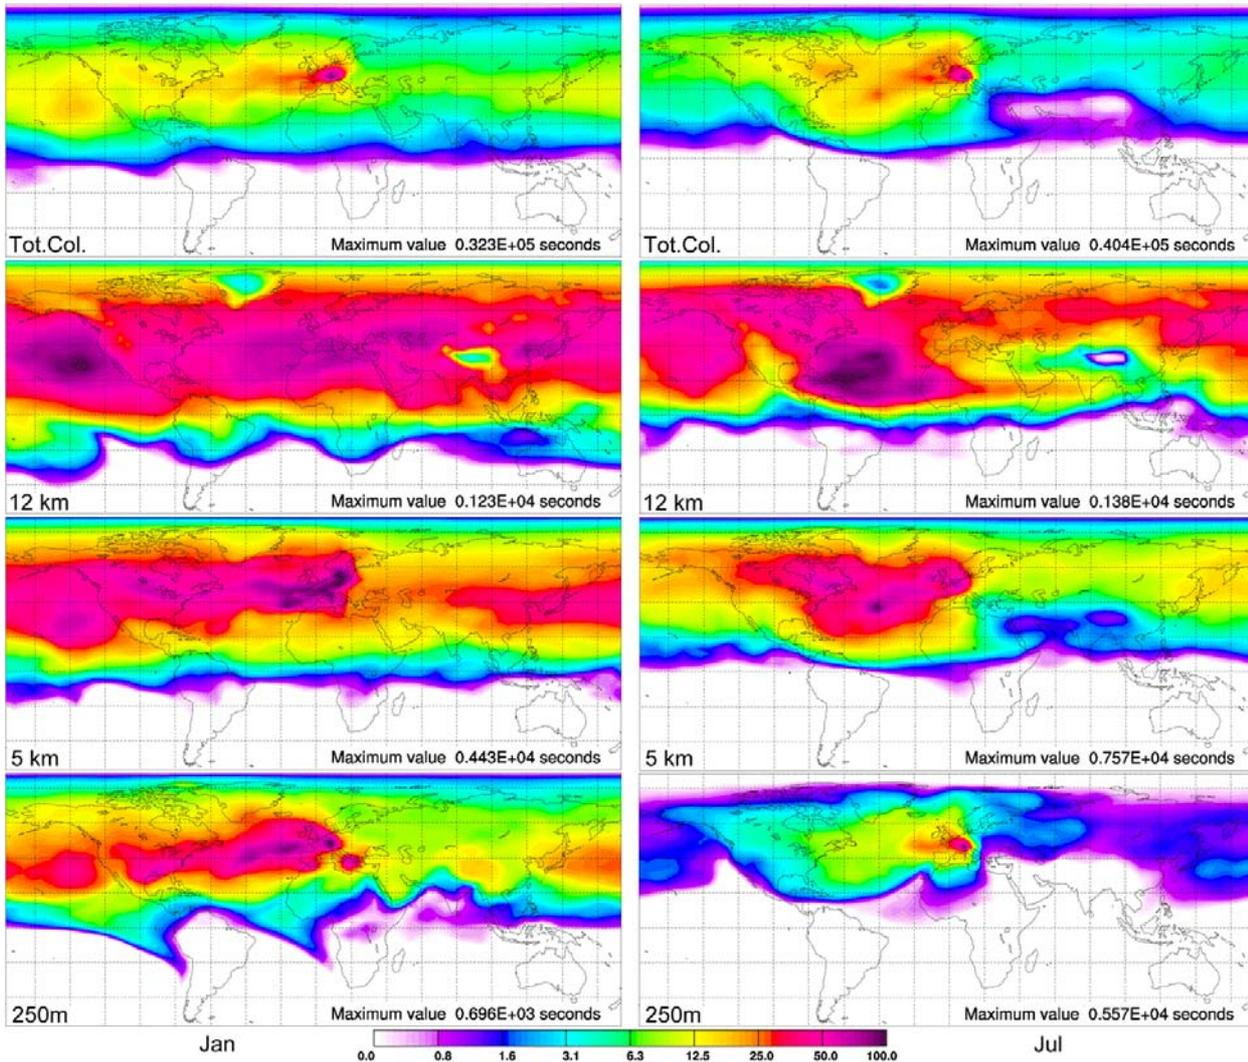 Tot.Col. Maximum value 0.323E+05 seconds
Tot.Col. Maximum value 0.404E+05 seconds
12 km Maximum value 0.123E+04 seconds
12 km Maximum value 0.138E+04 seconds
5 km Maximum value 0.443E+04 seconds
5 km Maximum value 0.757E+04 seconds
250m Maximum value 0.696E+03 seconds
250m Maximum value 0.557E+04 seconds
Jan
0.0 0.8 1.6 3.1 6.3 12.5 25.0 50.0 100.0
Jul